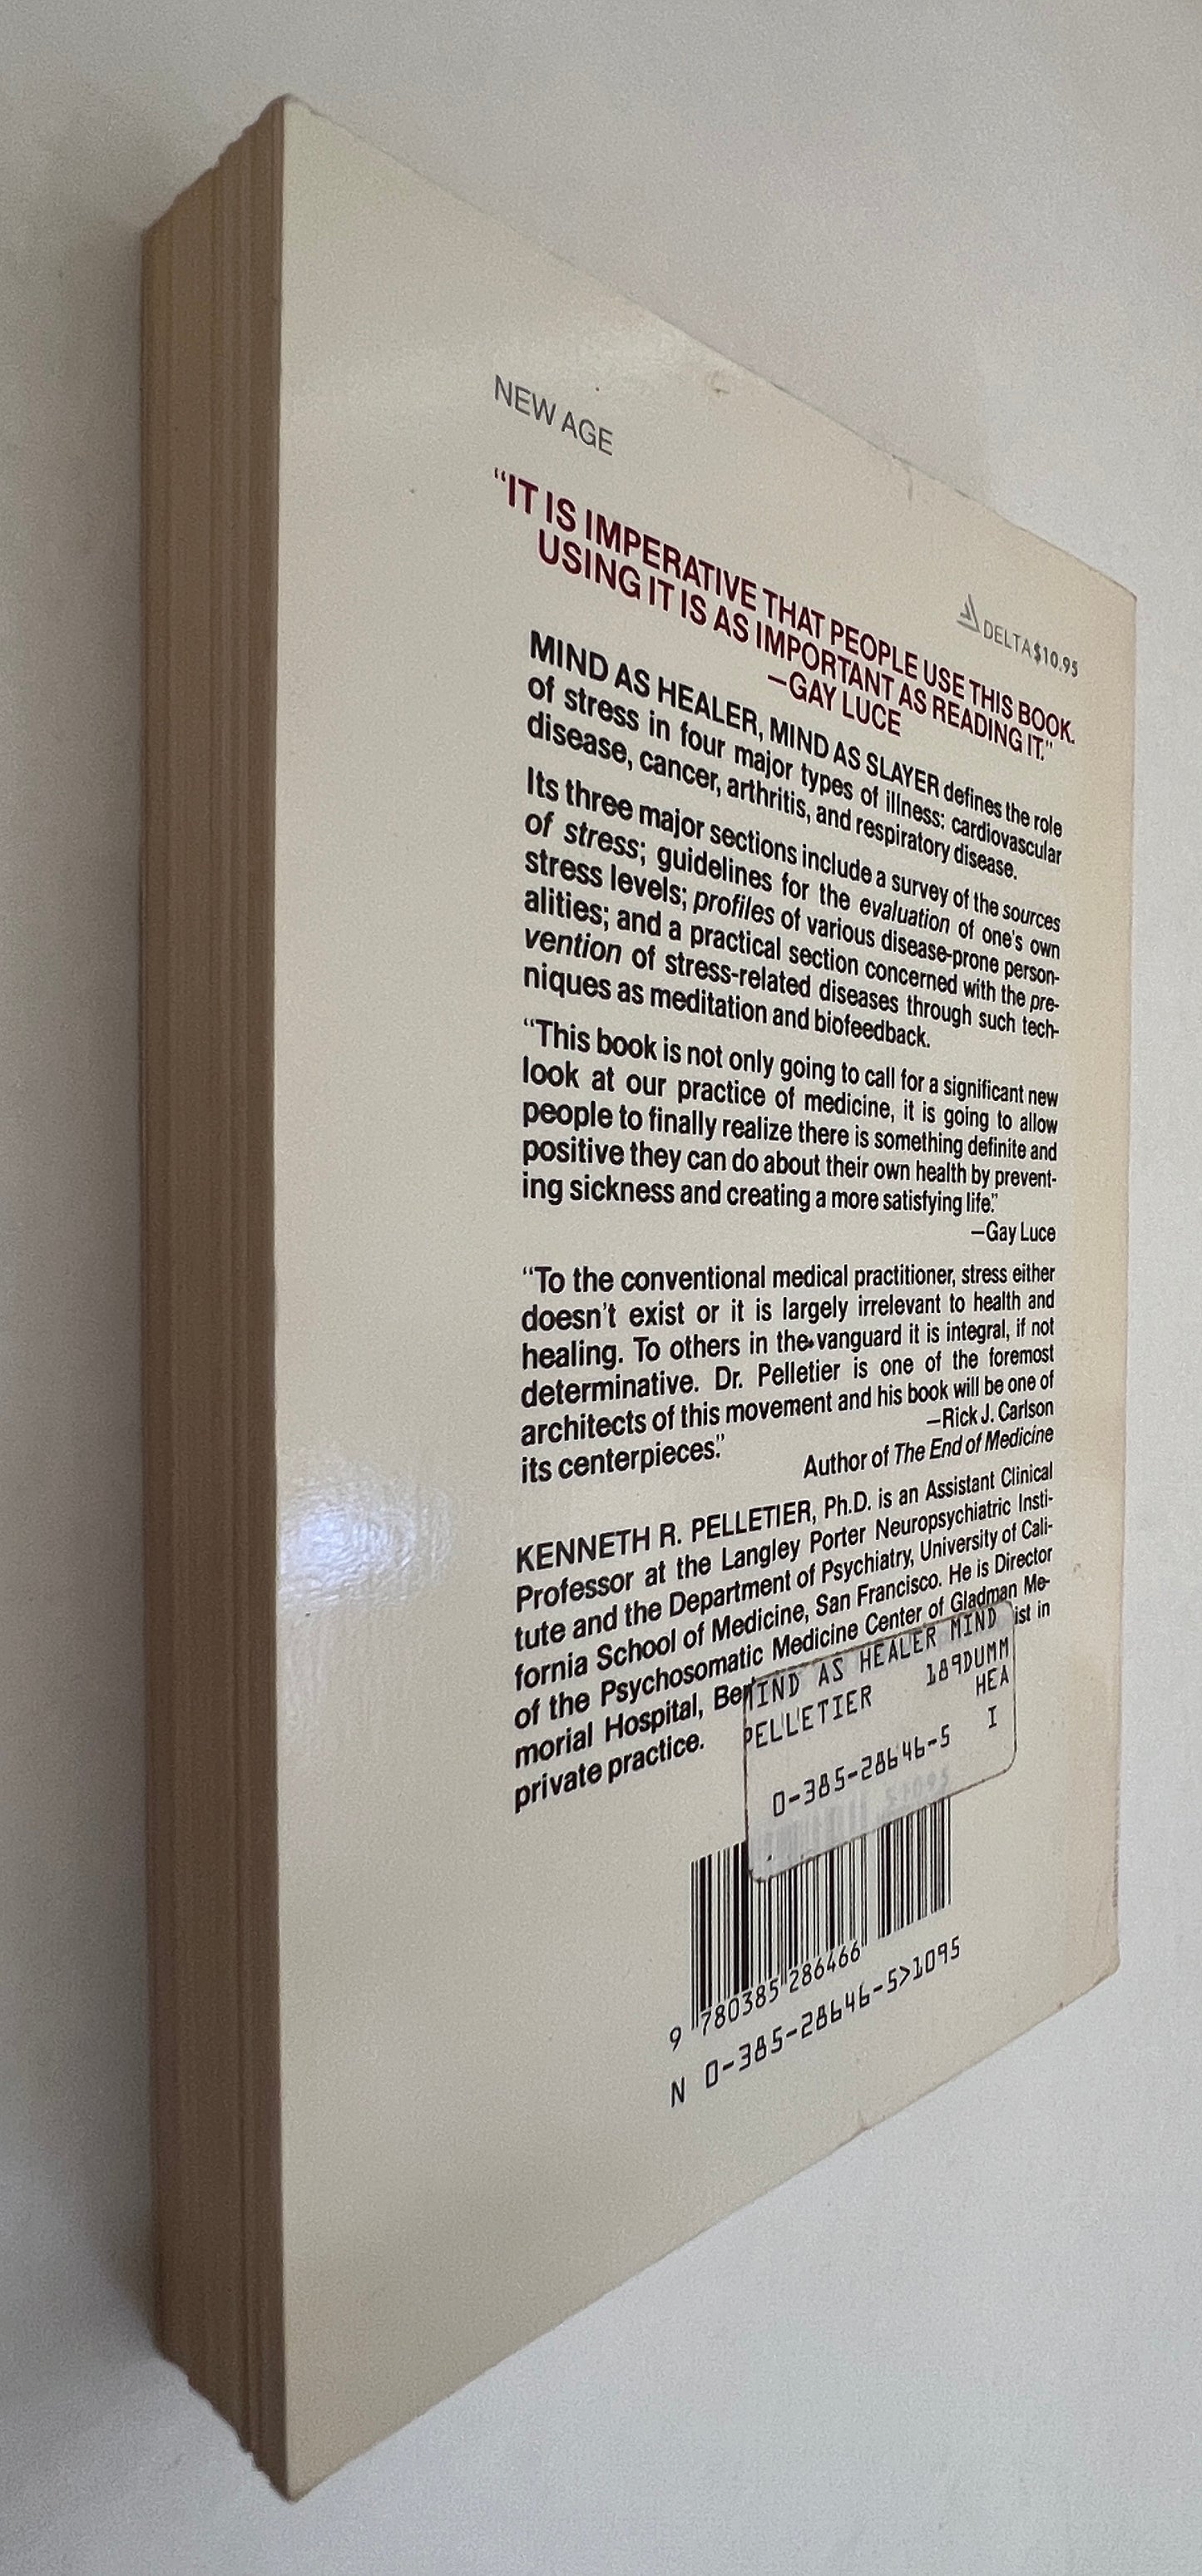 NEW AGE
DELTA $10.95
“IT IS IMPERATIVE THAT PEOPLE USE THIS BOOK.
USING IT IS AS IMPORTANT AS READING IT.”
—GAY LUCE
MIND AS HEALER, MIND AS SLAYER defines the role
of stress in four major types of illness: cardiovascular
disease, cancer, arthritis, and respiratory disease.
Its three major sections include a survey of the sources
of stress; guidelines for the evaluation of one's own
stress levels; profiles of various disease-prone person-
alities; and a practical section concerned with the pre-
vention of stress-related diseases through such tech-
niques as meditation and biofeedback.
“This book is not only going to call for a significant new
look at our practice of medicine, it is going to allow
people to finally realize there is something definite and
positive they can do about their own health by prevent-
ing sickness and creating a more satisfying life.”
—Gay Luce
“To the conventional medical practitioner, stress either
doesn't exist or it is largely irrelevant to health and
healing. To others in the vanguard it is integral, if not
determinative. Dr. Pelletier is one of the foremost
architects of this movement and his book will be one of
its centerpieces.”
—Rick J. Carlson
Author of The End of Medicine
KENNETH R. PELLETIER, Ph.D. is an Assistant Clinical
Professor at the Langley Porter Neuropsychiatric Insti-
tute and the Department of Psychiatry, University of Cali-
fornia School of Medicine, San Francisco. He is Director
of the Psychosomatic Medicine Center of Gladman Me-
morial Hospital, Ber ist in
private practice.
MIND AS HEALER MIND
PELLETIER 189DUMM
HEA
0-385-28646-5 I
9 780385 286466
N 0-385-28646-5>1095